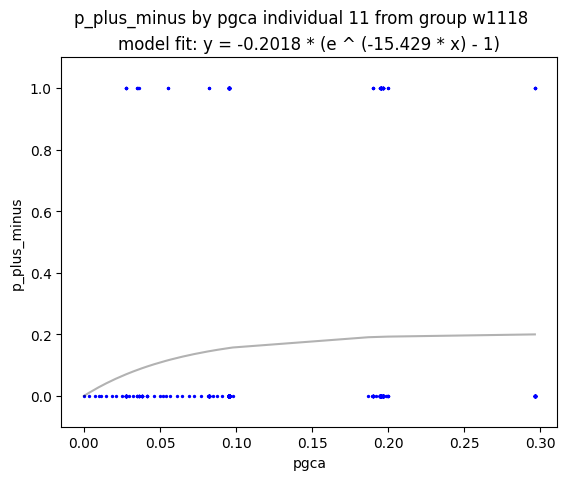 p_plus_minus by pgca individual 11 from group w1118
model fit: y = -0.2018 * (e ^ (-15.429 * x) - 1)
1.0
0.8
0.6
0.4
0.2
0.0
p_plus_minus
0.00 0.05 0.10 0.15 0.20 0.25 0.30
pgca